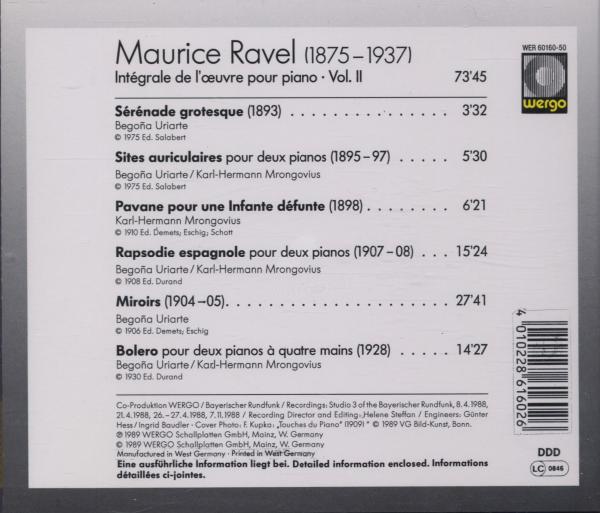 Maurice Ravel (1875–1937)
Intégrale de l'œuvre pour piano · Vol. II 73'45
WER 60160-50
wergo
Sérénade grotesque (1893) . . . . . . . . . . . . . . 3'32
Begoña Uriarte
© 1975 Ed. Salabert
Sites auriculaires pour deux pianos (1895–97) . . . . . 5'30
Begoña Uriarte/Karl-Hermann Mrongovius
© 1975 Ed. Salabert
Pavane pour une Infante défunte (1898) . . . . . . . . 6'21
Karl-Hermann Mrongovius
© 1910 Ed. Demets; Eschig; Schott
Rapsodie espagnole pour deux pianos (1907–08) . . . 15'24
Begoña Uriarte/Karl-Hermann Mrongovius
© 1908 Ed. Durand
Miroirs (1904–05). . . . . . . . . . . . . . . . . . . 27'41
Begoña Uriarte
© 1906 Ed. Demets; Eschig
Bolero pour deux pianos à quatre mains (1928) . . . . 14'27
Begoña Uriarte/Karl-Hermann Mrongovius
© 1930 Ed. Durand
4 010228 616026
Co-Produktion WERGO / Bayerischer Rundfunk / Recordings: Studio 3 of the Bayerischer Rundfunk, 8.4.1988,
21.4.1988, 26.–27.4.1988, 7.11.1988 / Recording Director and Editing: Helene Steffan / Engineers: Günter
Hess/Ingrid Baudler · Cover Photo: F. Kupka: „Touches du Piano" (1909) © 1989 VG Bild-Kunst, Bonn.
℗ 1989 WERGO Schallplatten GmbH, Mainz, W. Germany
© 1989 WERGO Schallplatten GmbH, Mainz, W. Germany
Manufactured in West Germany · Printed in West Germany
Eine ausführliche Information liegt bei. Detailed information enclosed. Informations
détaillées ci-jointes.
DDD
LC 0846